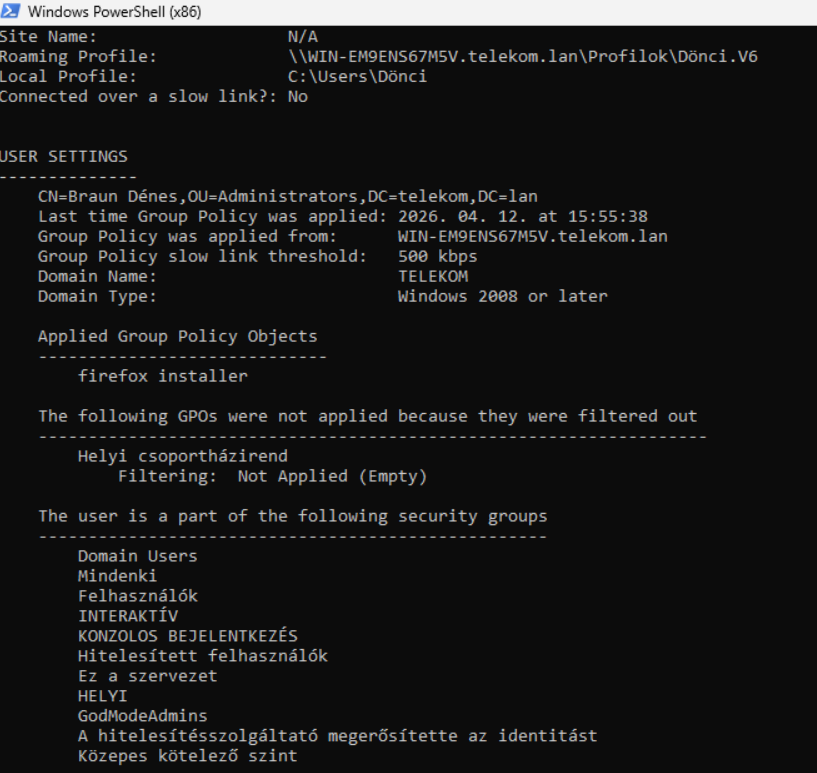 Windows PowerShell (x86)
Site Name: N/A
Roaming Profile: \\WIN-EM9ENS67M5V.telekom.lan\Profilok\Dönci.V6
Local Profile: C:\Users\Dönci
Connected over a slow link?: No
USER SETTINGS
--------------
CN=Braun Dénes,OU=Administrators,DC=telekom,DC=lan
Last time Group Policy was applied: 2026. 04. 12. at 15:55:38
Group Policy was applied from: WIN-EM9ENS67M5V.telekom.lan
Group Policy slow link threshold: 500 kbps
Domain Name: TELEKOM
Domain Type: Windows 2008 or later
Applied Group Policy Objects
-----------------------------
firefox installer
The following GPOs were not applied because they were filtered out
-------------------------------------------------------------------
Helyi csoportházirend
Filtering: Not Applied (Empty)
The user is a part of the following security groups
---------------------------------------------------
Domain Users
Mindenki
Felhasználók
INTERAKTÍV
KONZOLOS BEJELENTKEZÉS
Hitelesített felhasználók
Ez a szervezet
HELYI
GodModeAdmins
A hitelesítésszolgáltató megerősítette az identitást
Közepes kötelező szint